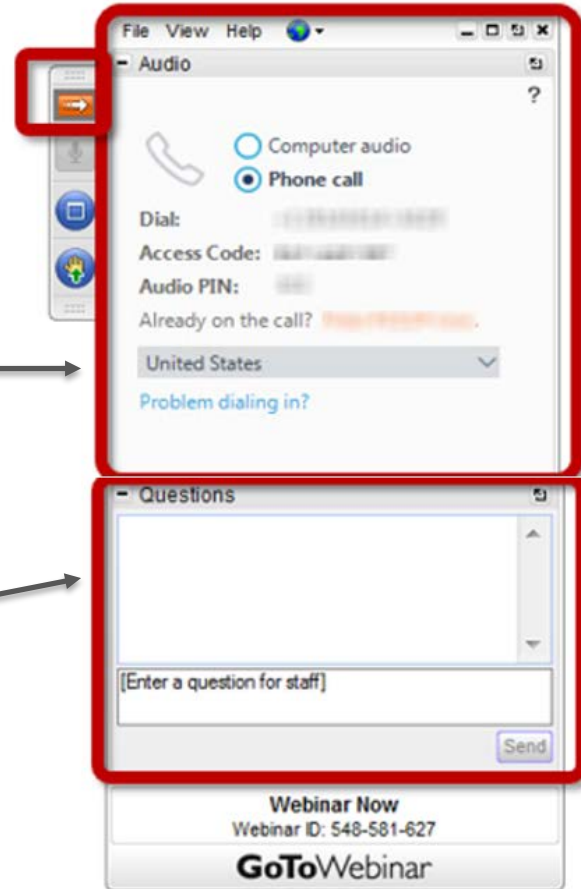 File View Help
- Audio
?
Computer audio
Phone call
Dial:
Access Code:
Audio PIN:
Already on the call?
United States
Problem dialing in?
- Questions
[Enter a question for staff]
Send
Webinar Now
Webinar ID: 548-581-627
GoToWebinar